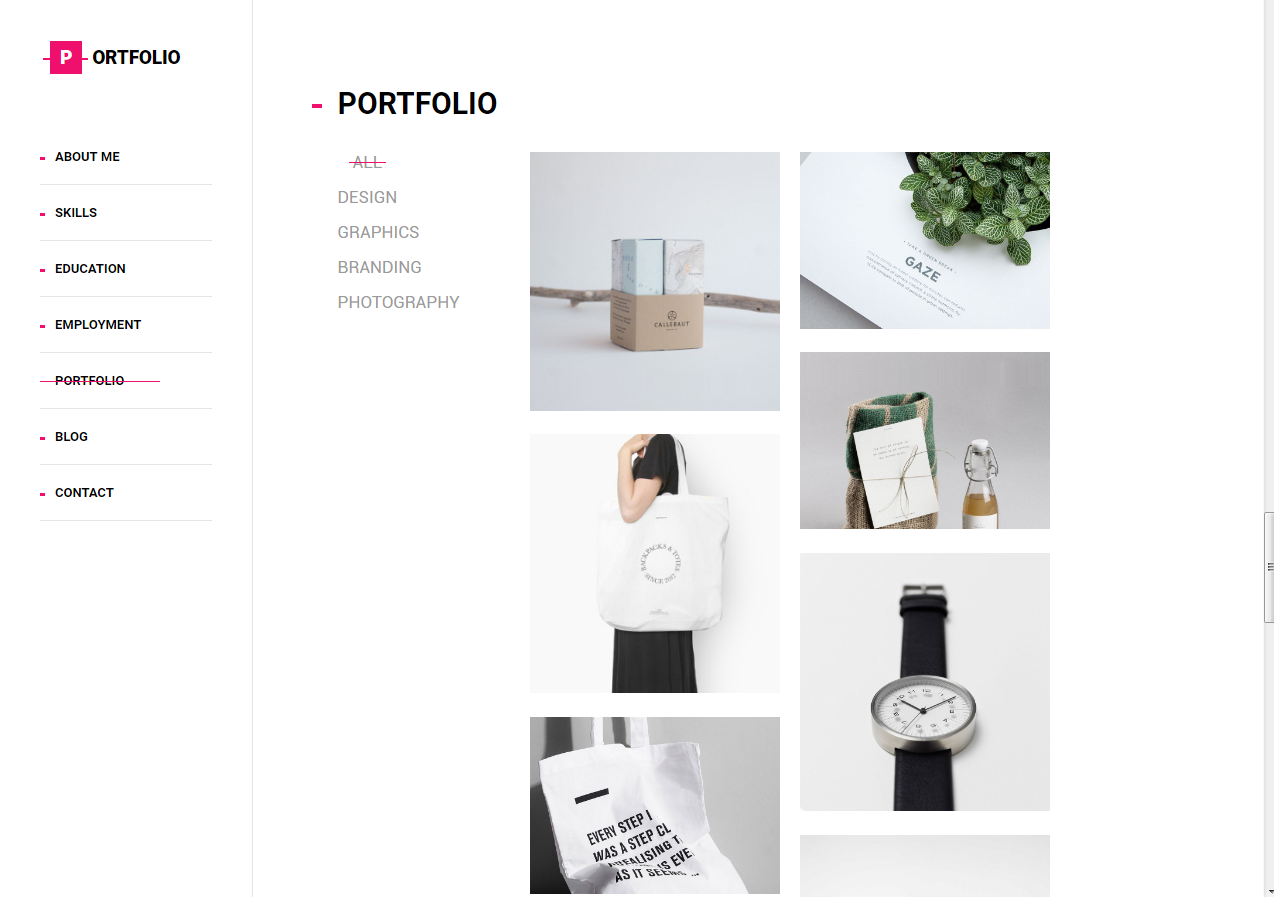 P ORTFOLIO
ABOUT ME
SKILLS
EDUCATION
EMPLOYMENT
PORTFOLIO
BLOG
CONTACT
PORTFOLIO
ALL
DESIGN
GRAPHICS
BRANDING
PHOTOGRAPHY
CALLEBAUT
GAZE
BACKPACKS & TOTES
SINCE 2012
EVERY STEP I
WAS A STEP CL
AS IT SEEMS